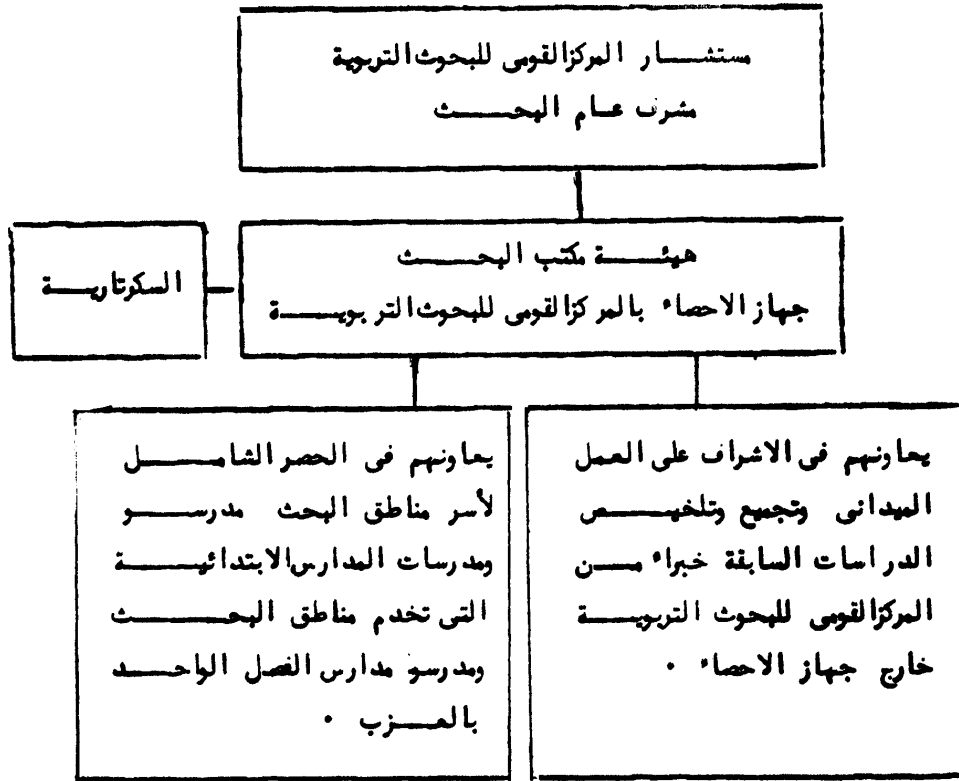 مستشار المركز القومى للبحوث التربوية
مشرف عام البحث
هيئة مكتب البحث
جهاز الاحصاء بالمركز القومى للبحوث التربوية
السكرتارية
يعاونهم فى الاشراف على العمل
الميدانى وتجميع وتلخيص
الدراسات السابقة خبراء من
المركز القومى للبحوث التربوية
خارج جهاز الاحصاء .
يعاونهم فى الحصر الشامل
لأسر مناطق البحث مدرسو
ومدرسات المدارس الابتدائية
التى تخدم مناطق البحث
ومدرسو مدارس الفصل الواحد
بالعزب .